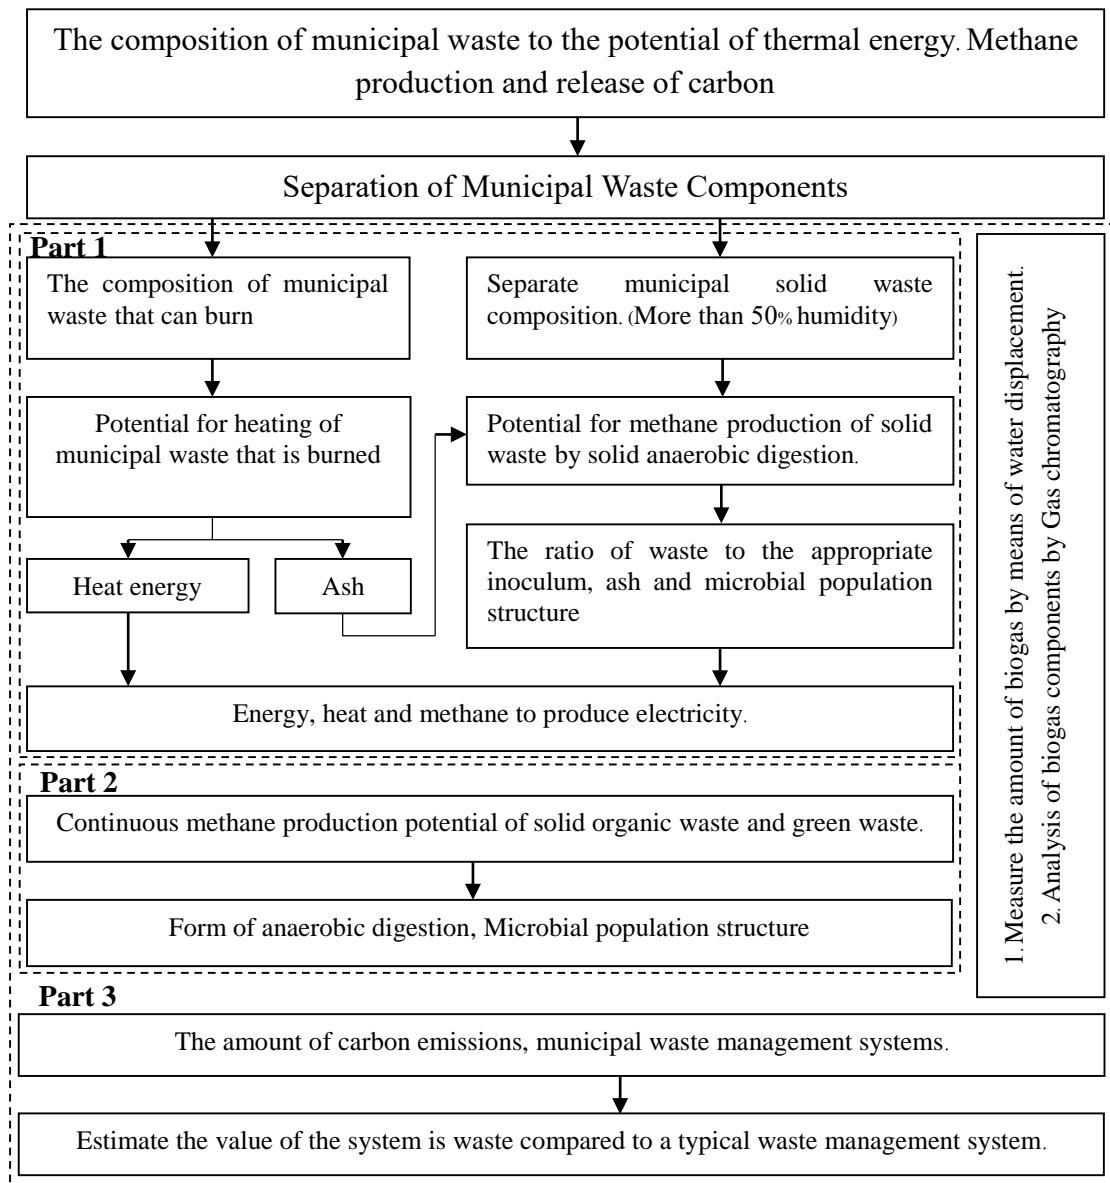 The composition of municipal waste to the potential of thermal energy. Methane
production and release of carbon
Separation of Municipal Waste Components
Part 1
The composition of municipal
waste that can burn
Separate municipal solid waste
composition. (More than 50% humidity)
Potential for heating of
municipal waste that is burned
Potential for methane production of solid
waste by solid anaerobic digestion.
Heat energy
Ash
The ratio of waste to the appropriate
inoculum, ash and microbial population
structure
Energy, heat and methane to produce electricity.
Part 2
Continuous methane production potential of solid organic waste and green waste.
Form of anaerobic digestion, Microbial population structure
1. Measure the amount of biogas by means of water displacement.
2. Analysis of biogas components by Gas chromatography
Part 3
The amount of carbon emissions, municipal waste management systems.
Estimate the value of the system is waste compared to a typical waste management system.